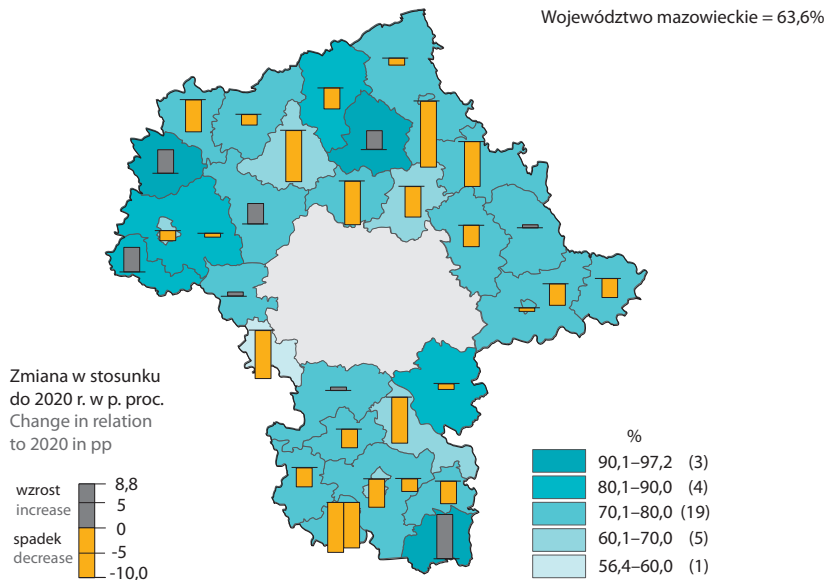 Województwo mazowieckie = 63,6%
Zmiana w stosunku
do 2020 r. w p. proc.
Change in relation
to 2020 in pp
wzrost
increase
spadek
decrease
8,8
5
0
-5
-10,0
%
90,1–97,2 (3)
80,1–90,0 (4)
70,1–80,0 (19)
60,1–70,0 (5)
56,4–60,0 (1)